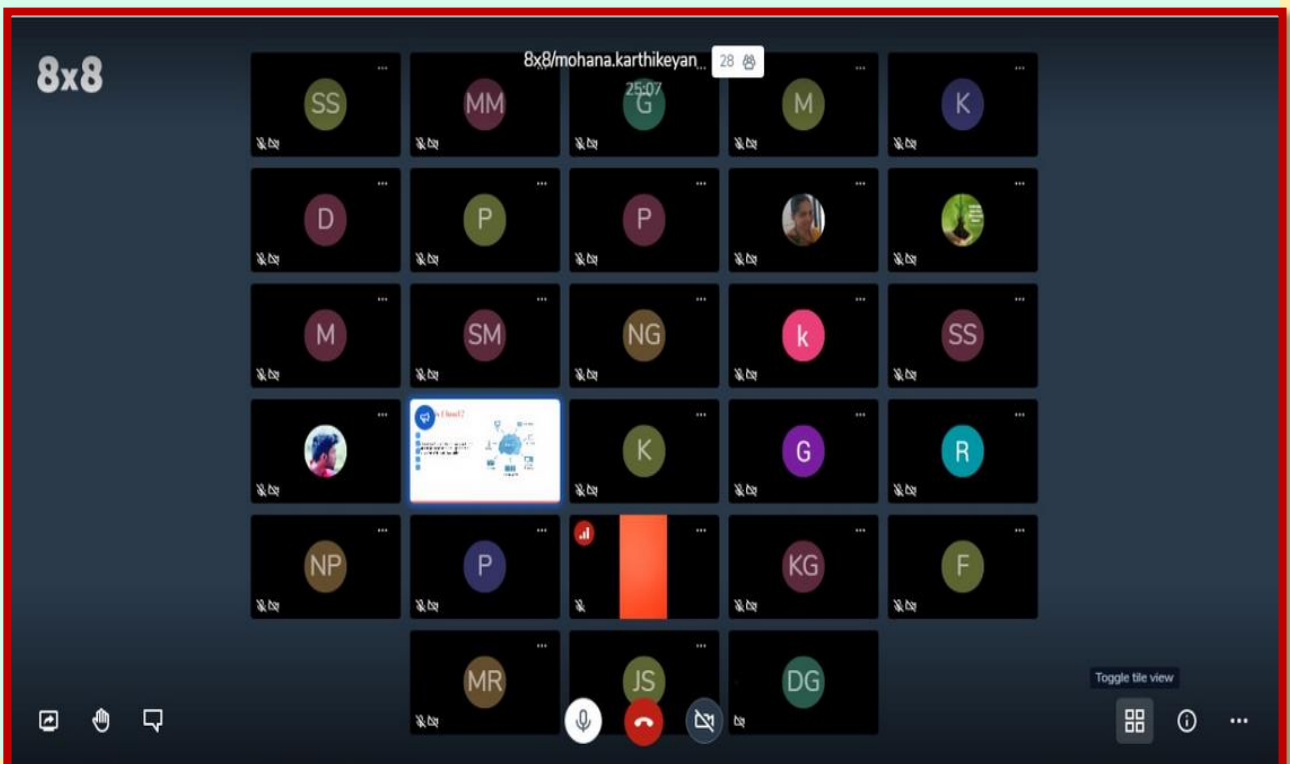 8x8
8x8/mohana.karthikeyan... 28
25:07
SS MM G M K
D P P
M SM NG k SS
K G R
NP P KG F
MR JS DG
Toggle tile view